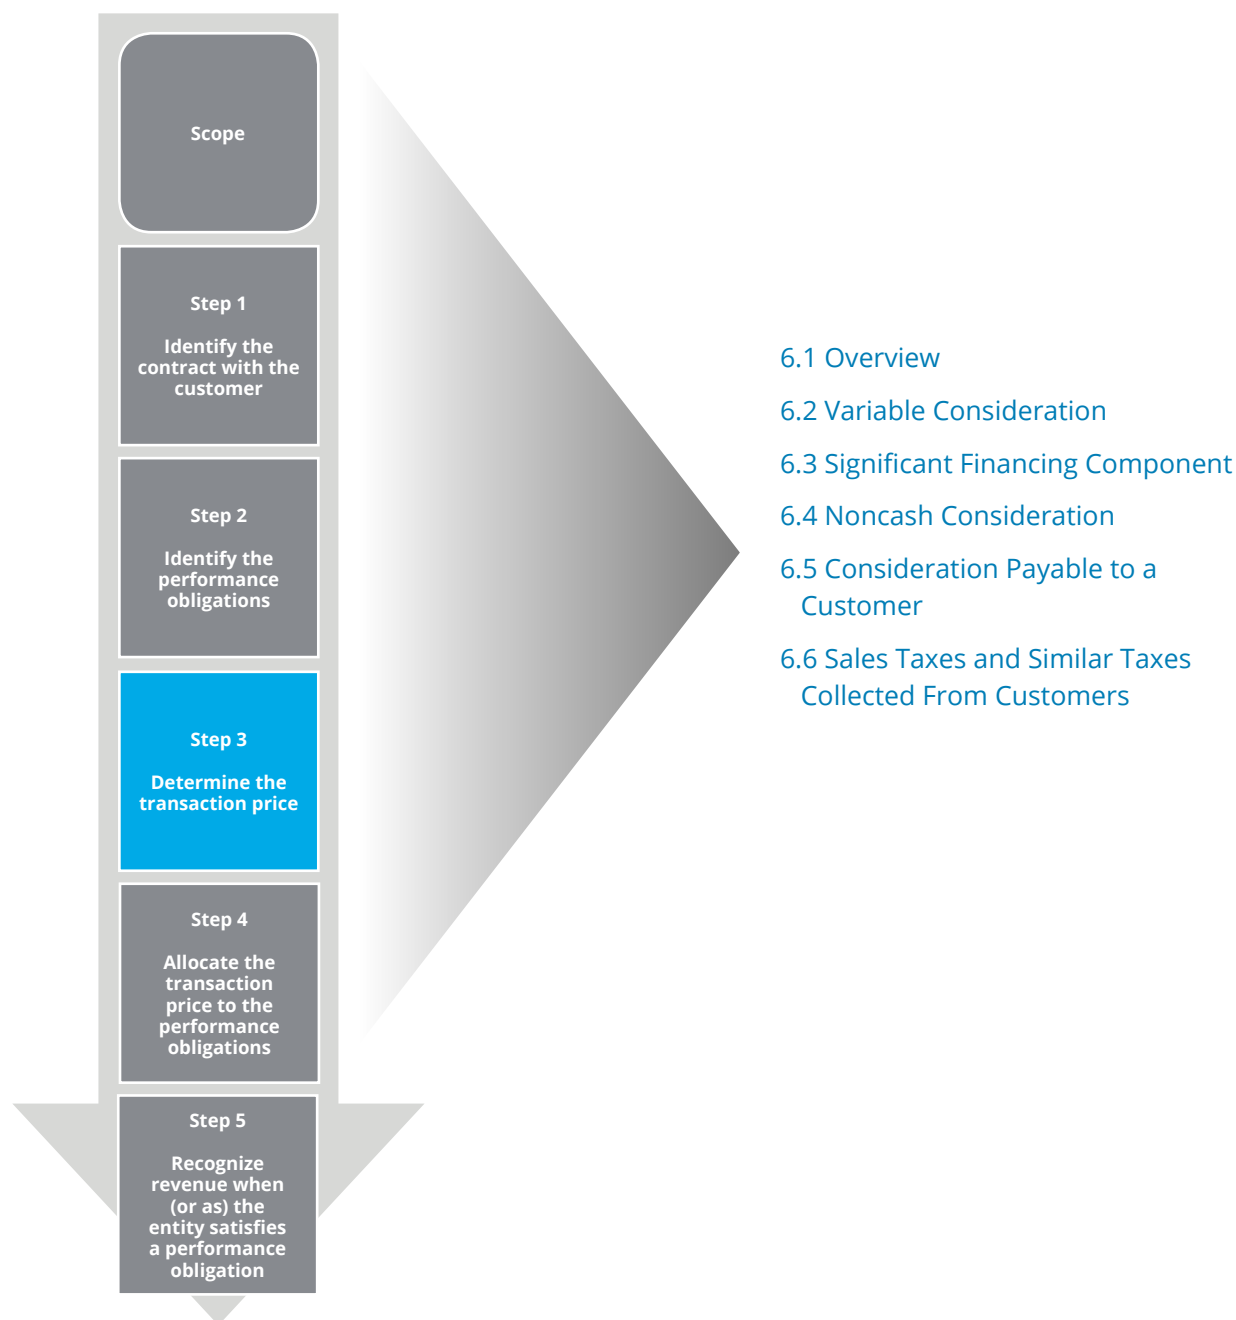 Scope
Step 1
Identify the
contract with the
customer
Step 2
Identify the
performance
obligations
Step 3
Determine the
transaction price
Step 4
Allocate the
transaction
price to the
performance
obligations
Step 5
Recognize
revenue when
(or as) the
entity satisfies
a performance
obligation
6.1 Overview
6.2 Variable Consideration
6.3 Significant Financing Component
6.4 Noncash Consideration
6.5 Consideration Payable to a
Customer
6.6 Sales Taxes and Similar Taxes
Collected From Customers